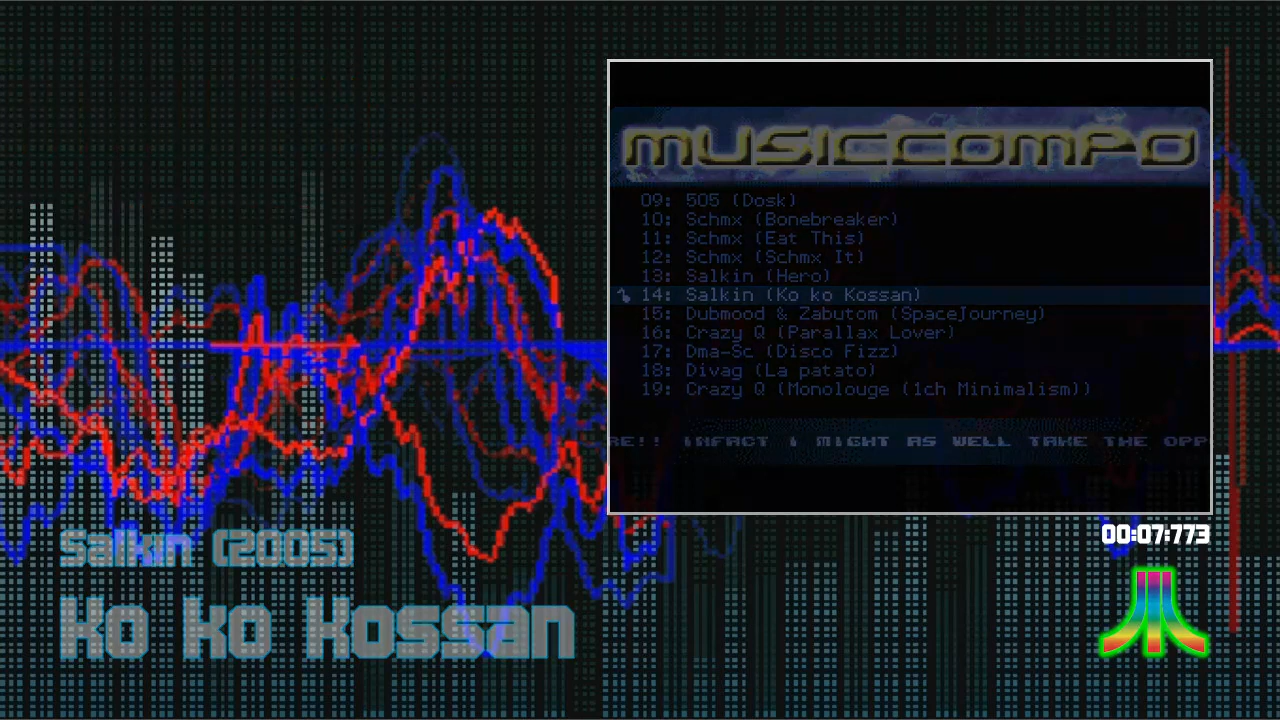 MUSICCOMPO
09: 505 (Dosk)
10: Schmx (Bonebreaker)
11: Schmx (Eat This)
12: Schmx (Schmx It)
13: Salkin (Hero)
14: Salkin (Ko ko Kossan)
15: Dubmood & Zabutom (SpaceJourney)
16: Crazy Q (Parallax Lover)
17: Dma-Sc (Disco Fizz)
18: Divag (La patato)
19: Crazy Q (Monolouge (1ch Minimalism))
RE!! INFACT I MIGHT AS WELL TAKE THE OPP
00:07:773
Salkin (2005)
Ko ko Kossan